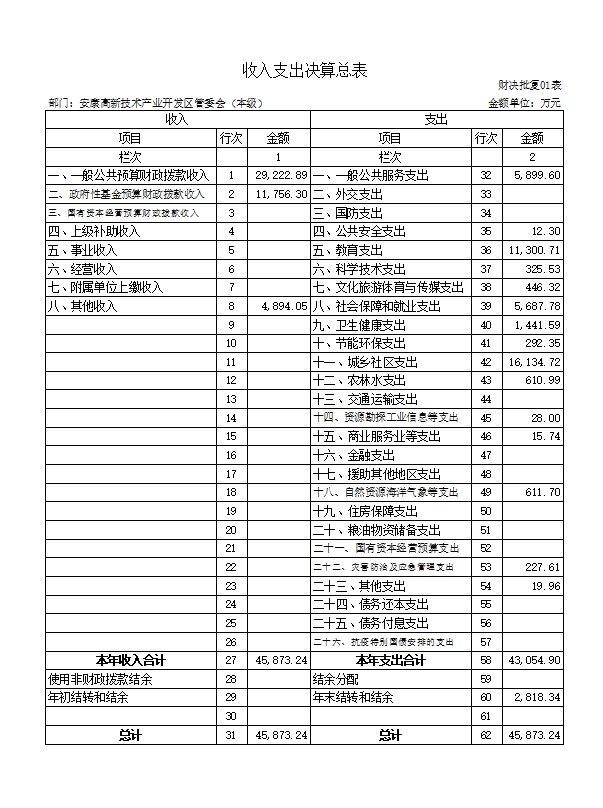 收入支出决算总表
财决批复01表
部门：安康高新技术产业开发区管委会（本级） 金额单位：万元
收入 支出
项目 行次 金额 项目 行次 金额
栏次 1 栏次 2
一、一般公共预算财政拨款收入 1 29,222.89 一、一般公共服务支出 32 5,899.60
二、政府性基金预算财政拨款收入 2 11,756.30 二、外交支出 33
三、国有资本经营预算财政拨款收入 3 三、国防支出 34
四、上级补助收入 4 四、公共安全支出 35 12.30
五、事业收入 5 五、教育支出 36 11,300.71
六、经营收入 6 六、科学技术支出 37 325.53
七、附属单位上缴收入 7 七、文化旅游体育与传媒支出 38 446.32
八、其他收入 8 4,894.05 八、社会保障和就业支出 39 5,687.78
9 九、卫生健康支出 40 1,441.59
10 十、节能环保支出 41 292.35
11 十一、城乡社区支出 42 16,134.72
12 十二、农林水支出 43 610.99
13 十三、交通运输支出 44
14 十四、资源勘探工业信息等支出 45 28.00
15 十五、商业服务业等支出 46 15.74
16 十六、金融支出 47
17 十七、援助其他地区支出 48
18 十八、自然资源海洋气象等支出 49 611.70
19 十九、住房保障支出 50
20 二十、粮油物资储备支出 51
21 二十一、国有资本经营预算支出 52
22 二十二、灾害防治及应急管理支出 53 227.61
23 二十三、其他支出 54 19.96
24 二十四、债务还本支出 55
25 二十五、债务付息支出 56
26 二十六、抗疫特别国债安排的支出 57
本年收入合计 27 45,873.24 本年支出合计 58 43,054.90
使用非财政拨款结余 28 结余分配 59
年初结转和结余 29 年末结转和结余 60 2,818.34
30 61
总计 31 45,873.24 总计 62 45,873.24